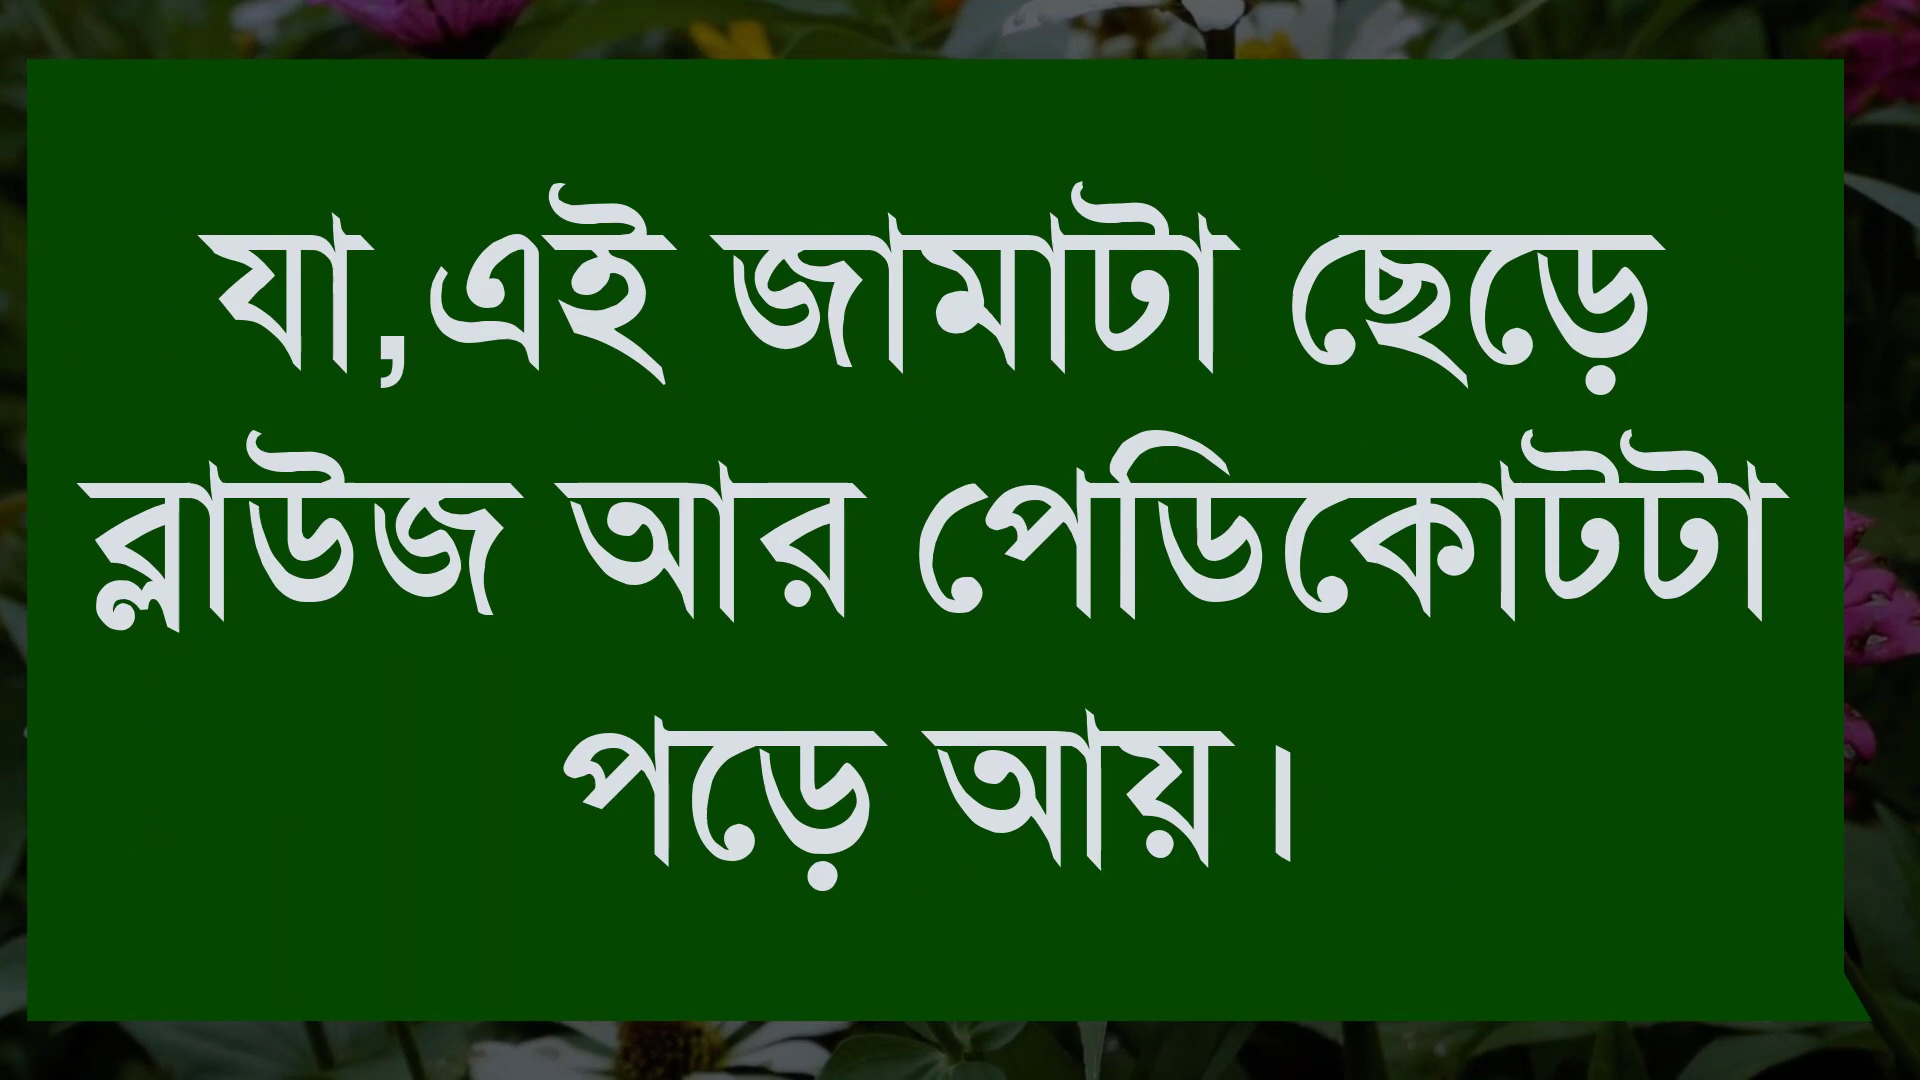 যা,এই জামাটা ছেড়ে
ব্লাউজ আর পেডিকোটটা
পড়ে আয়।